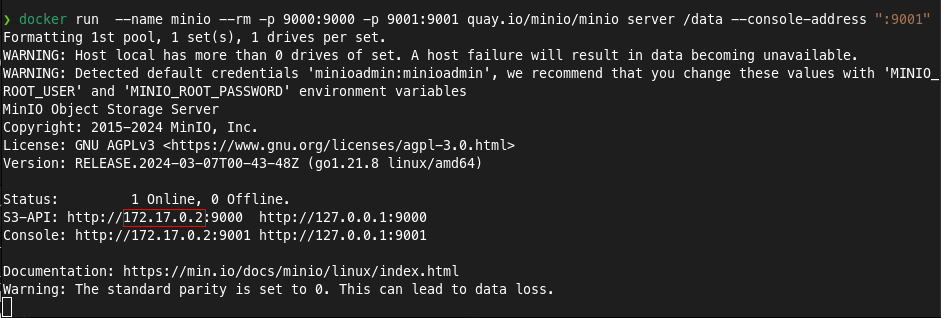 ❯ docker run  --name minio --rm -p 9000:9000 -p 9001:9001 quay.io/minio/minio server /data --console-address ":9001"
Formatting 1st pool, 1 set(s), 1 drives per set.
WARNING: Host local has more than 0 drives of set. A host failure will result in data becoming unavailable.
WARNING: Detected default credentials 'minioadmin:minioadmin', we recommend that you change these values with 'MINIO_
ROOT_USER' and 'MINIO_ROOT_PASSWORD' environment variables
MinIO Object Storage Server
Copyright: 2015-2024 MinIO, Inc.
License: GNU AGPLv3 <https://www.gnu.org/licenses/agpl-3.0.html>
Version: RELEASE.2024-03-07T00-43-48Z (go1.21.8 linux/amd64)
Status:         1 Online, 0 Offline.
S3-API: http://172.17.0.2:9000  http://127.0.0.1:9000
Console: http://172.17.0.2:9001 http://127.0.0.1:9001
Documentation: https://min.io/docs/minio/linux/index.html
Warning: The standard parity is set to 0. This can lead to data loss.